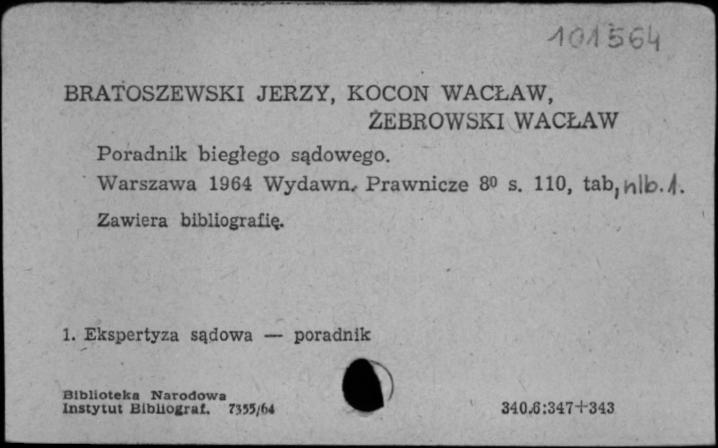 101564
BRATOSZEWSKI JERZY, KOCON WACŁAW,
ŻEBROWSKI WACŁAW
Poradnik biegłego sądowego.
Warszawa 1964 Wydawn. Prawnicze 8⁰ s. 110, tab, nlb. 1.
Zawiera bibliografię.
1. Ekspertyza sądowa — poradnik
Biblioteka Narodowa
Instytut Bibliograf. 7355/64
340.6:347+343